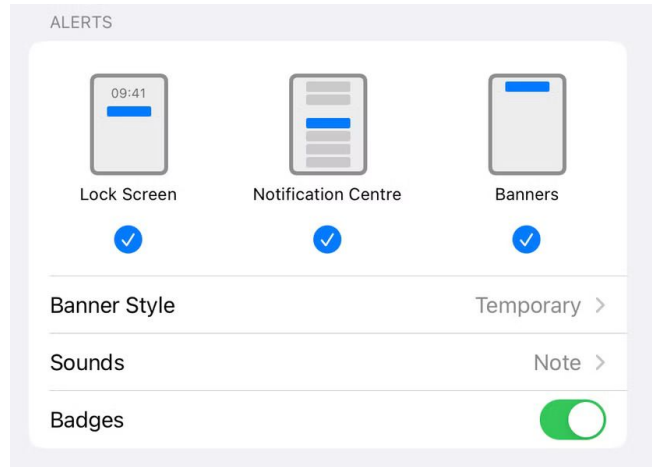 ALERTS
09:41
Lock Screen Notification Centre Banners
Banner Style Temporary
Sounds Note
Badges